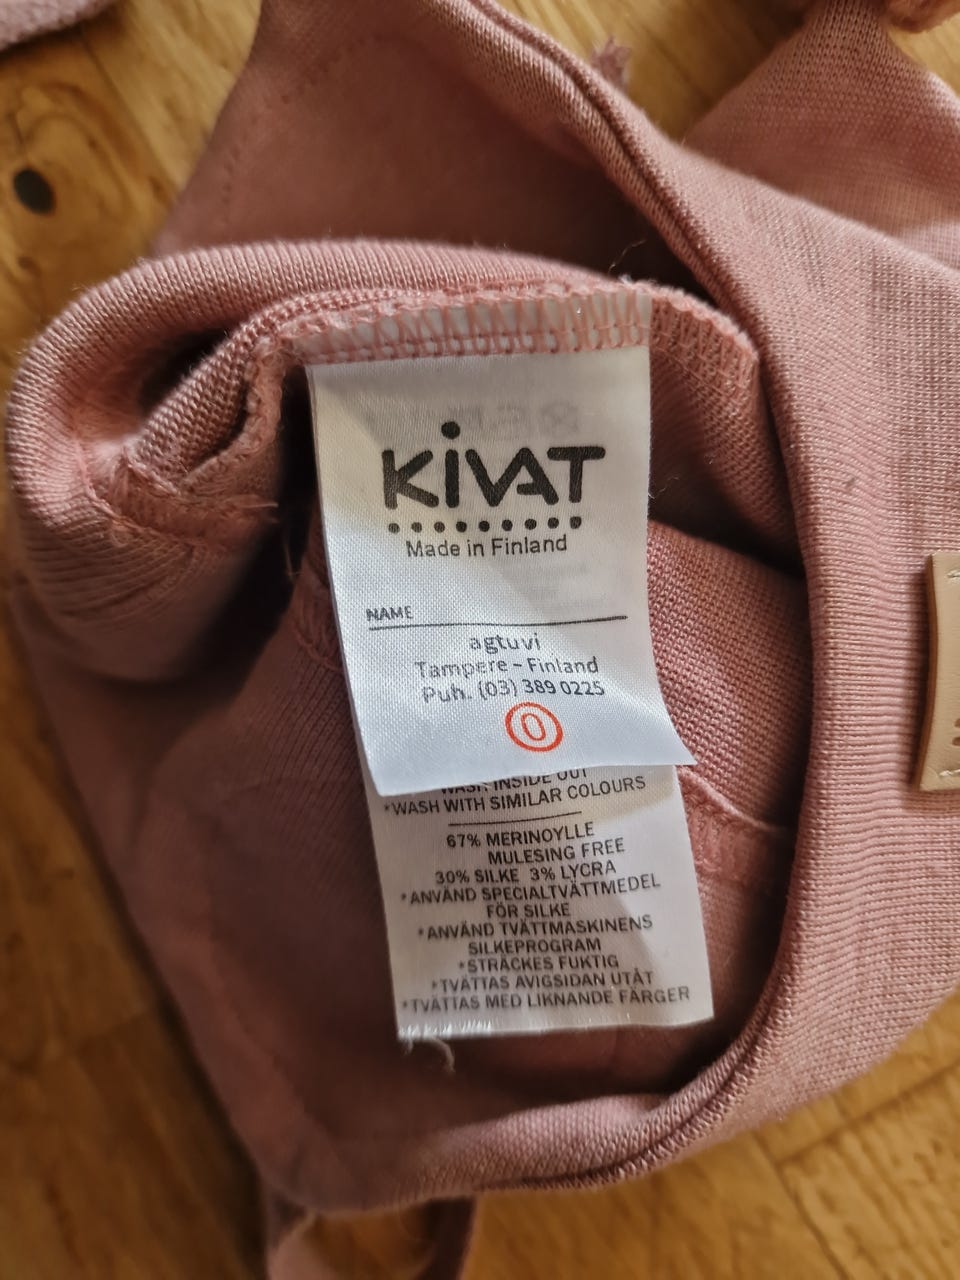 KiVAT
Made in Finland
NAME
agtuvi
Tampere - Finland
Puh. (03) 389 0225
0
WASH INSIDE OUT
*WASH WITH SIMILAR COLOURS
67% MERINOYLLE
MULESING FREE
30% SILKE 3% LYCRA
*ANVÄND SPECIALTVÄTTMEDEL
FÖR SILKE
*ANVÄND TVÄTTMASKINENS
SILKEPROGRAM
*STRÄCKES FUKTIG
*TVÄTTAS AVIGSIDAN UTÅT
*TVÄTTAS MED LIKNANDE FÄRGER